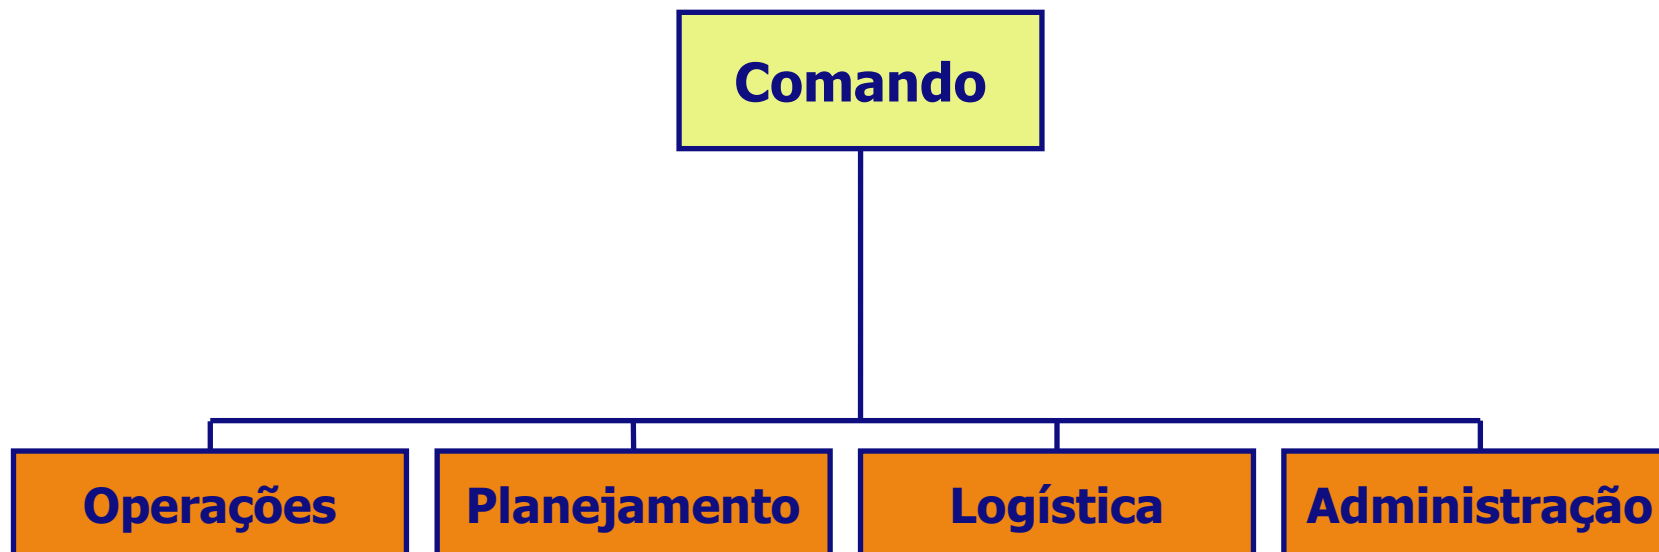 Comando
Operações
Planejamento
Logística
Administração